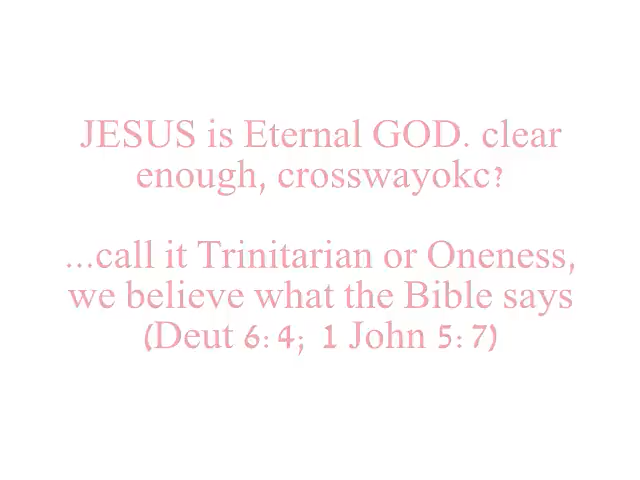 JESUS is Eternal GOD. clear
enough, crosswayokc?
...call it Trinitarian or Oneness,
we believe what the Bible says
(Deut 6:4; 1 John 5:7)